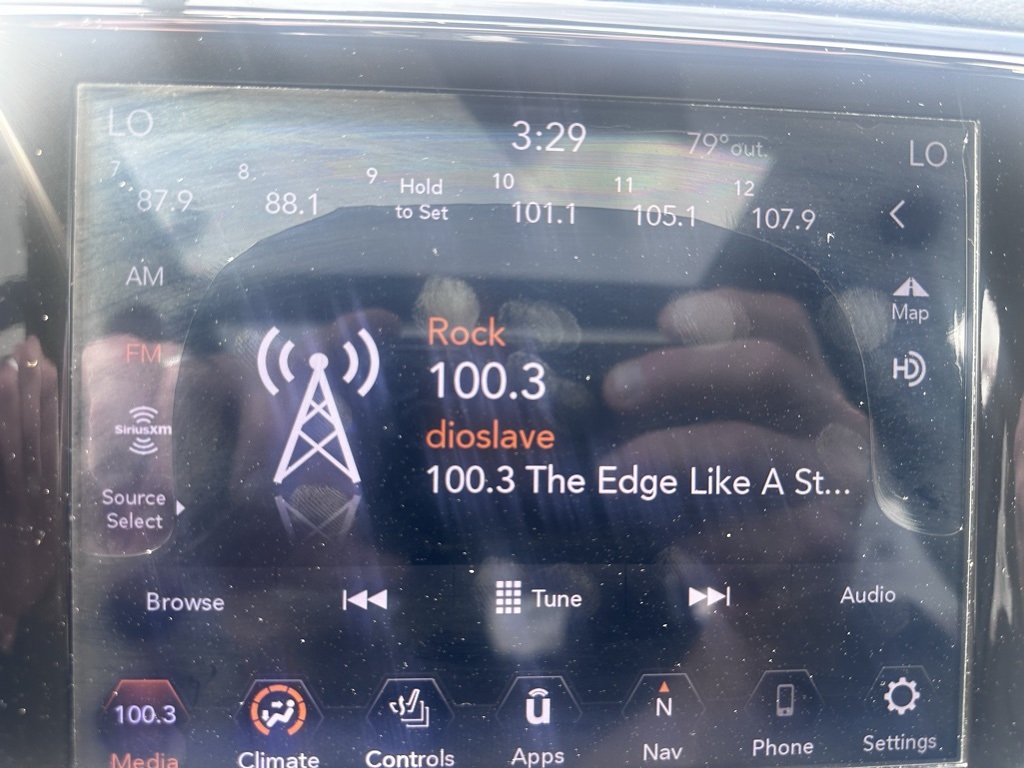 LO 3:29 79° out. LO
7 8 9 10 11 12
87.9 88.1 Hold to Set 101.1 105.1 107.9
AM
Map
Rock
FM
HD
100.3
SiriusXM
dioslave
100.3 The Edge Like A St...
Source
Select
Browse Tune Audio
100.3 u N
Media Climate Controls Apps Nav Phone Settings